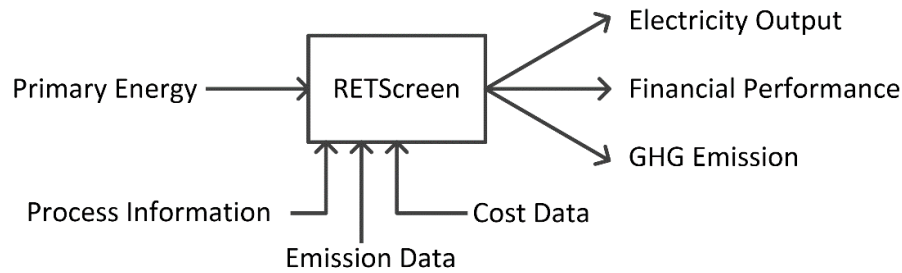 Electricity Output
Primary Energy
RETScreen
Financial Performance
GHG Emission
Process Information
Cost Data
Emission Data